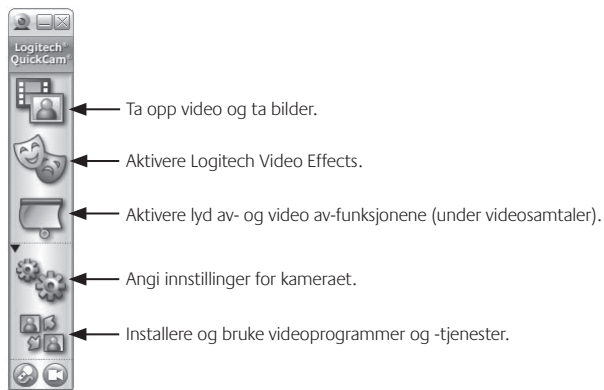 Logitech®
QuickCam®
Ta opp video og ta bilder.
Aktivere Logitech Video Effects.
Aktivere lyd av- og video av-funksjonene (under videosamtaler).
Angi innstillinger for kameraet.
Installere og bruke videoprogrammer og -tjenester.